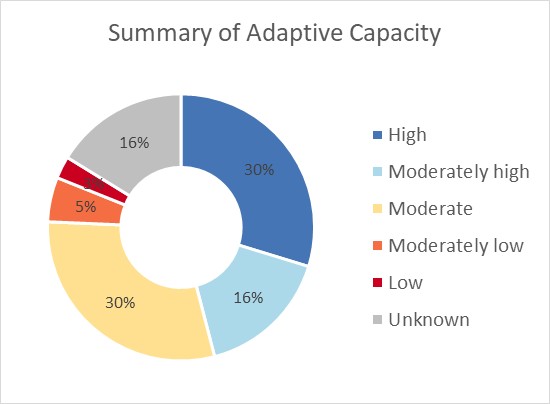 Summary of Adaptive Capacity
16%
30%
5%
16%
30%
High
Moderately high
Moderate
Moderately low
Low
Unknown